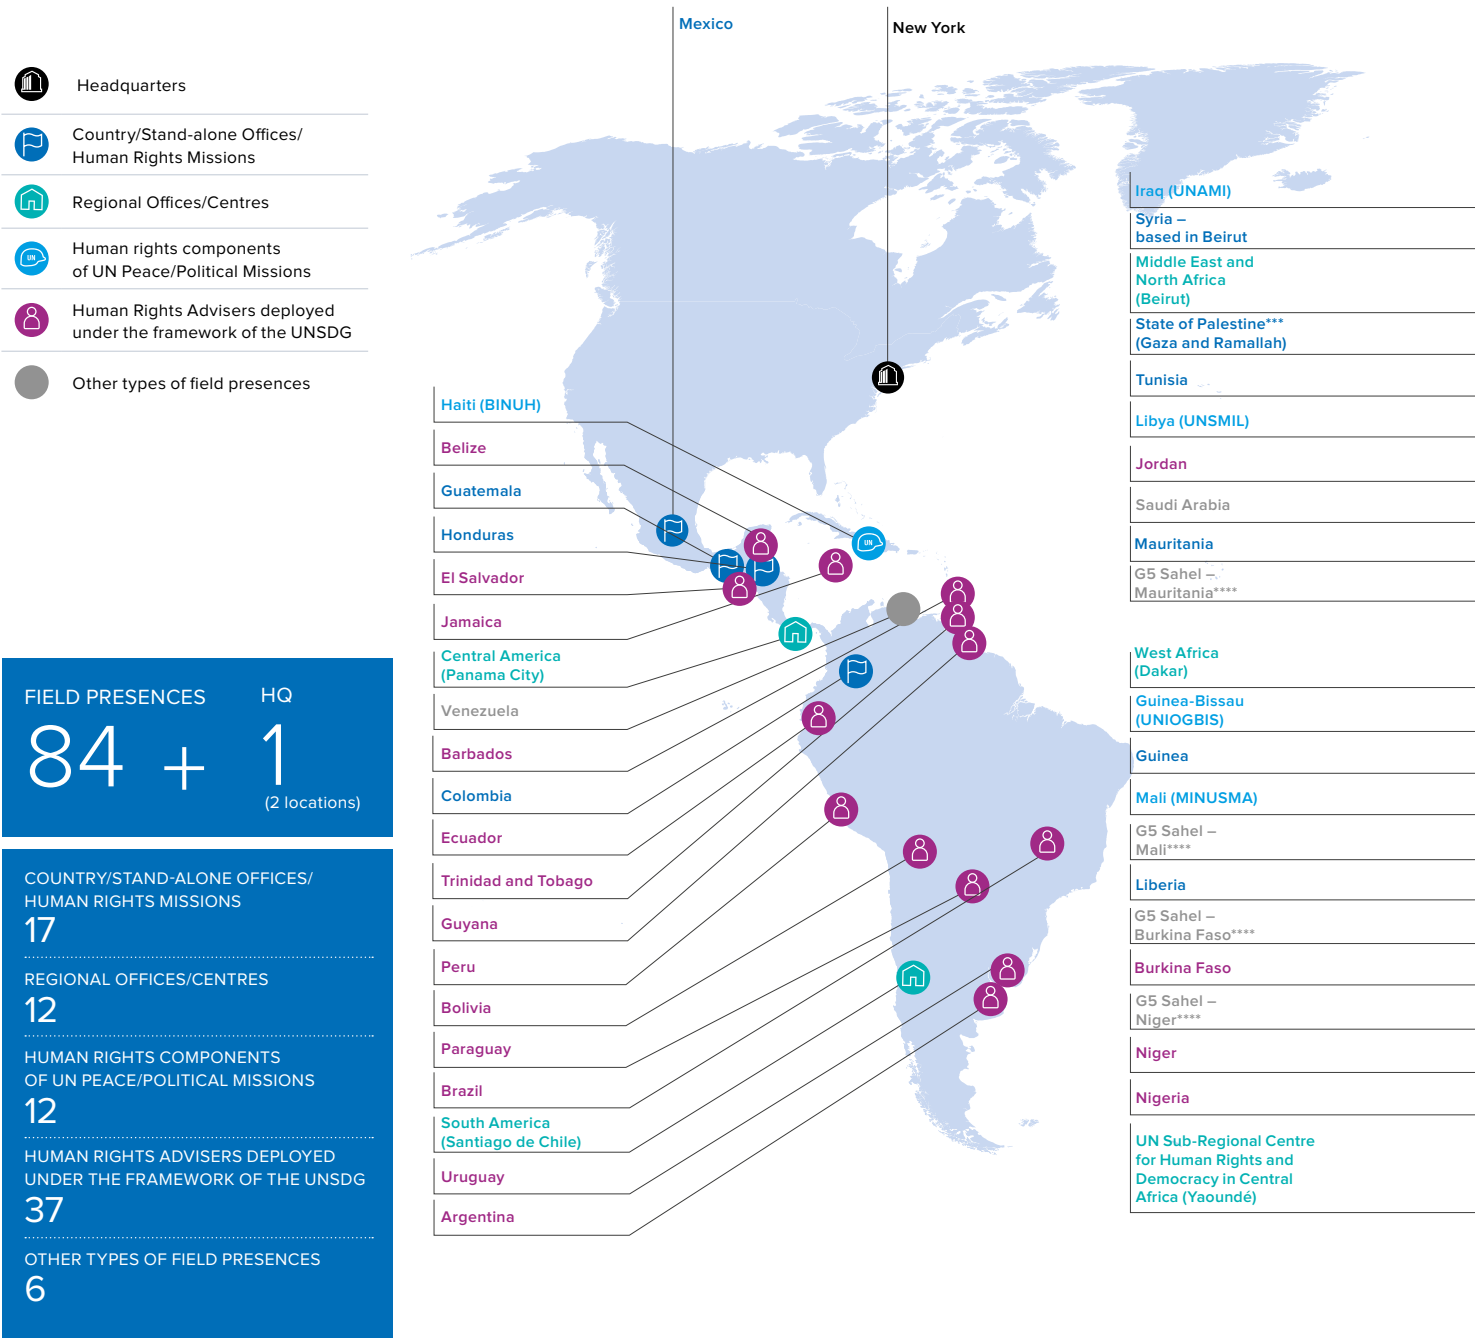 Mexico
New York
Headquarters
Country/Stand-alone Offices/
Human Rights Missions
Regional Offices/Centres
UN
Human rights components
of UN Peace/Political Missions
Human Rights Advisers deployed
under the framework of the UNSDG
Other types of field presences
Haiti (BINUH)
Belize
Guatemala
Honduras
El Salvador
Jamaica
Central America
(Panama City)
Venezuela
Barbados
Colombia
Ecuador
Trinidad and Tobago
Guyana
Peru
Bolivia
Paraguay
Brazil
South America
(Santiago de Chile)
Uruguay
Argentina
UN
Iraq (UNAMI)
Syria –
based in Beirut
Middle East and
North Africa
(Beirut)
State of Palestine***
(Gaza and Ramallah)
Tunisia
Libya (UNSMIL)
Jordan
Saudi Arabia
Mauritania
G5 Sahel –
Mauritania****
West Africa
(Dakar)
Guinea-Bissau
(UNIOGBIS)
Guinea
Mali (MINUSMA)
G5 Sahel –
Mali****
Liberia
G5 Sahel –
Burkina Faso****
Burkina Faso
G5 Sahel –
Niger****
Niger
Nigeria
UN Sub-Regional Centre
for Human Rights and
Democracy in Central
Africa (Yaoundé)
FIELD PRESENCES
HQ
84 + 1
(2 locations)
COUNTRY/STAND-ALONE OFFICES/
HUMAN RIGHTS MISSIONS
17
REGIONAL OFFICES/CENTRES
12
HUMAN RIGHTS COMPONENTS
OF UN PEACE/POLITICAL MISSIONS
12
HUMAN RIGHTS ADVISERS DEPLOYED
UNDER THE FRAMEWORK OF THE UNSDG
37
OTHER TYPES OF FIELD PRESENCES
6